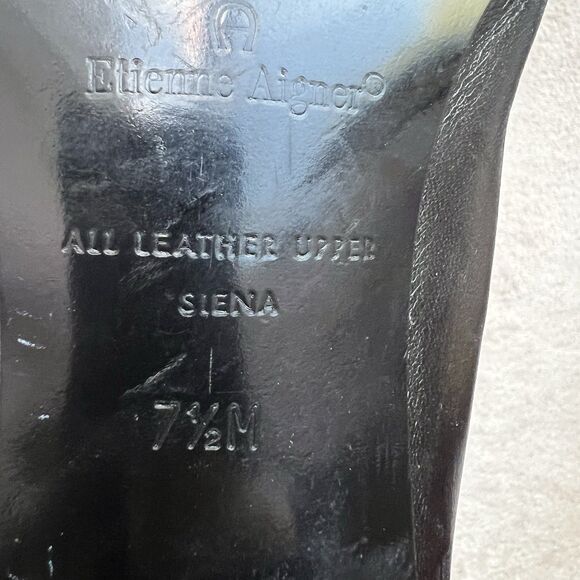 Etienne Aigner®
ALL LEATHER UPPER
SIENA
7½M